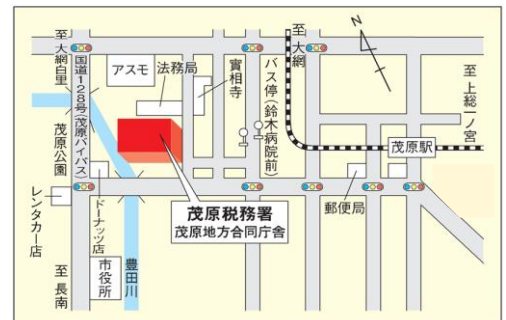 至大網白里
国道128号(茂原バイパス)
アスモ
法務局
實相寺
バス停(鈴木病院前)
至大網
N
至上総一ノ宮
茂原駅
茂原公園
レンタカー店
ドーナッツ店
茂原税務署
茂原地方合同庁舎
郵便局
至長南
市役所
豊田川